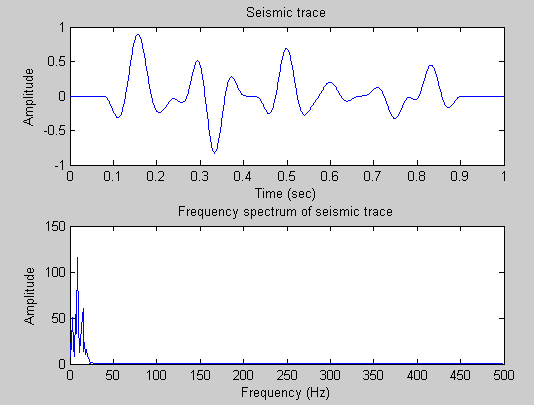 Seismic trace
1
0.5
0
-0.5
-1
Amplitude
0 0.1 0.2 0.3 0.4 0.5 0.6 0.7 0.8 0.9 1
Time (sec)
Frequency spectrum of seismic trace
150
100
50
0
Amplitude
0 50 100 150 200 250 300 350 400 450 500
Frequency (Hz)